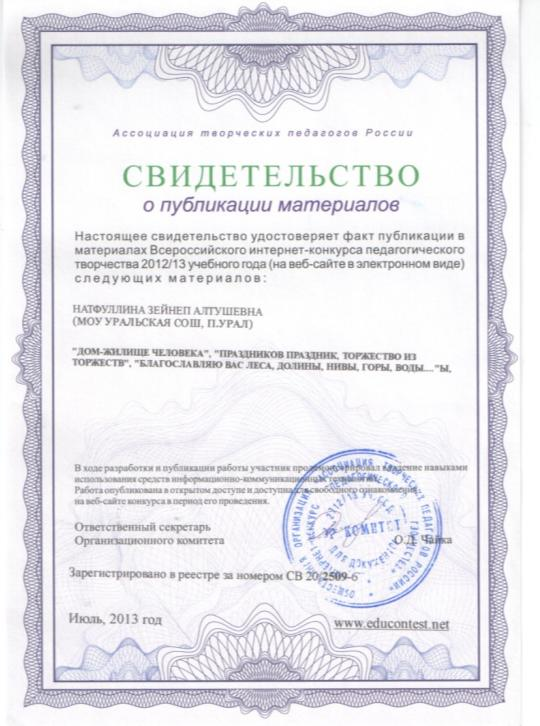 Ассоциация творческих педагогов России
СВИДЕТЕЛЬСТВО
о публикации материалов
Настоящее свидетельство удостоверяет факт публикации в
материалах Всероссийского интернет-конкурса педагогического
творчества 2012/13 учебного года (на веб-сайте в электронном виде)
следующих материалов:
НАТФУЛЛИНА ЗЕЙНЕП АЛТУШЕВНА
(МОУ УРАЛЬСКАЯ СОШ, П.УРАЛ)
"ДОМ-ЖИЛИЩЕ ЧЕЛОВЕКА", "ПРАЗДНИКОВ ПРАЗДНИК, ТОРЖЕСТВО ИЗ
ТОРЖЕСТВ", "БЛАГОСЛАВЛЯЮ ВАС ЛЕСА, ДОЛИНЫ, НИВЫ, ГОРЫ, ВОДЫ...."Ы,
В ходе разработки и публикации работы участник продемонстрировал владение навыками
использования средств информационно-коммуникационных технологий.
Работа опубликована в открытом доступе и доступна для свободного ознакомления
на веб-сайте конкурса в период его проведения.
Ответственный секретарь
Организационного комитета
О.Д. Чайка
ОРГКОМИТЕТ
ДЛЯ ДОКУМЕНТОВ
Зарегистрировано в реестре за номером СВ 20/2509-6
Июль, 2013 год
www.educontest.net